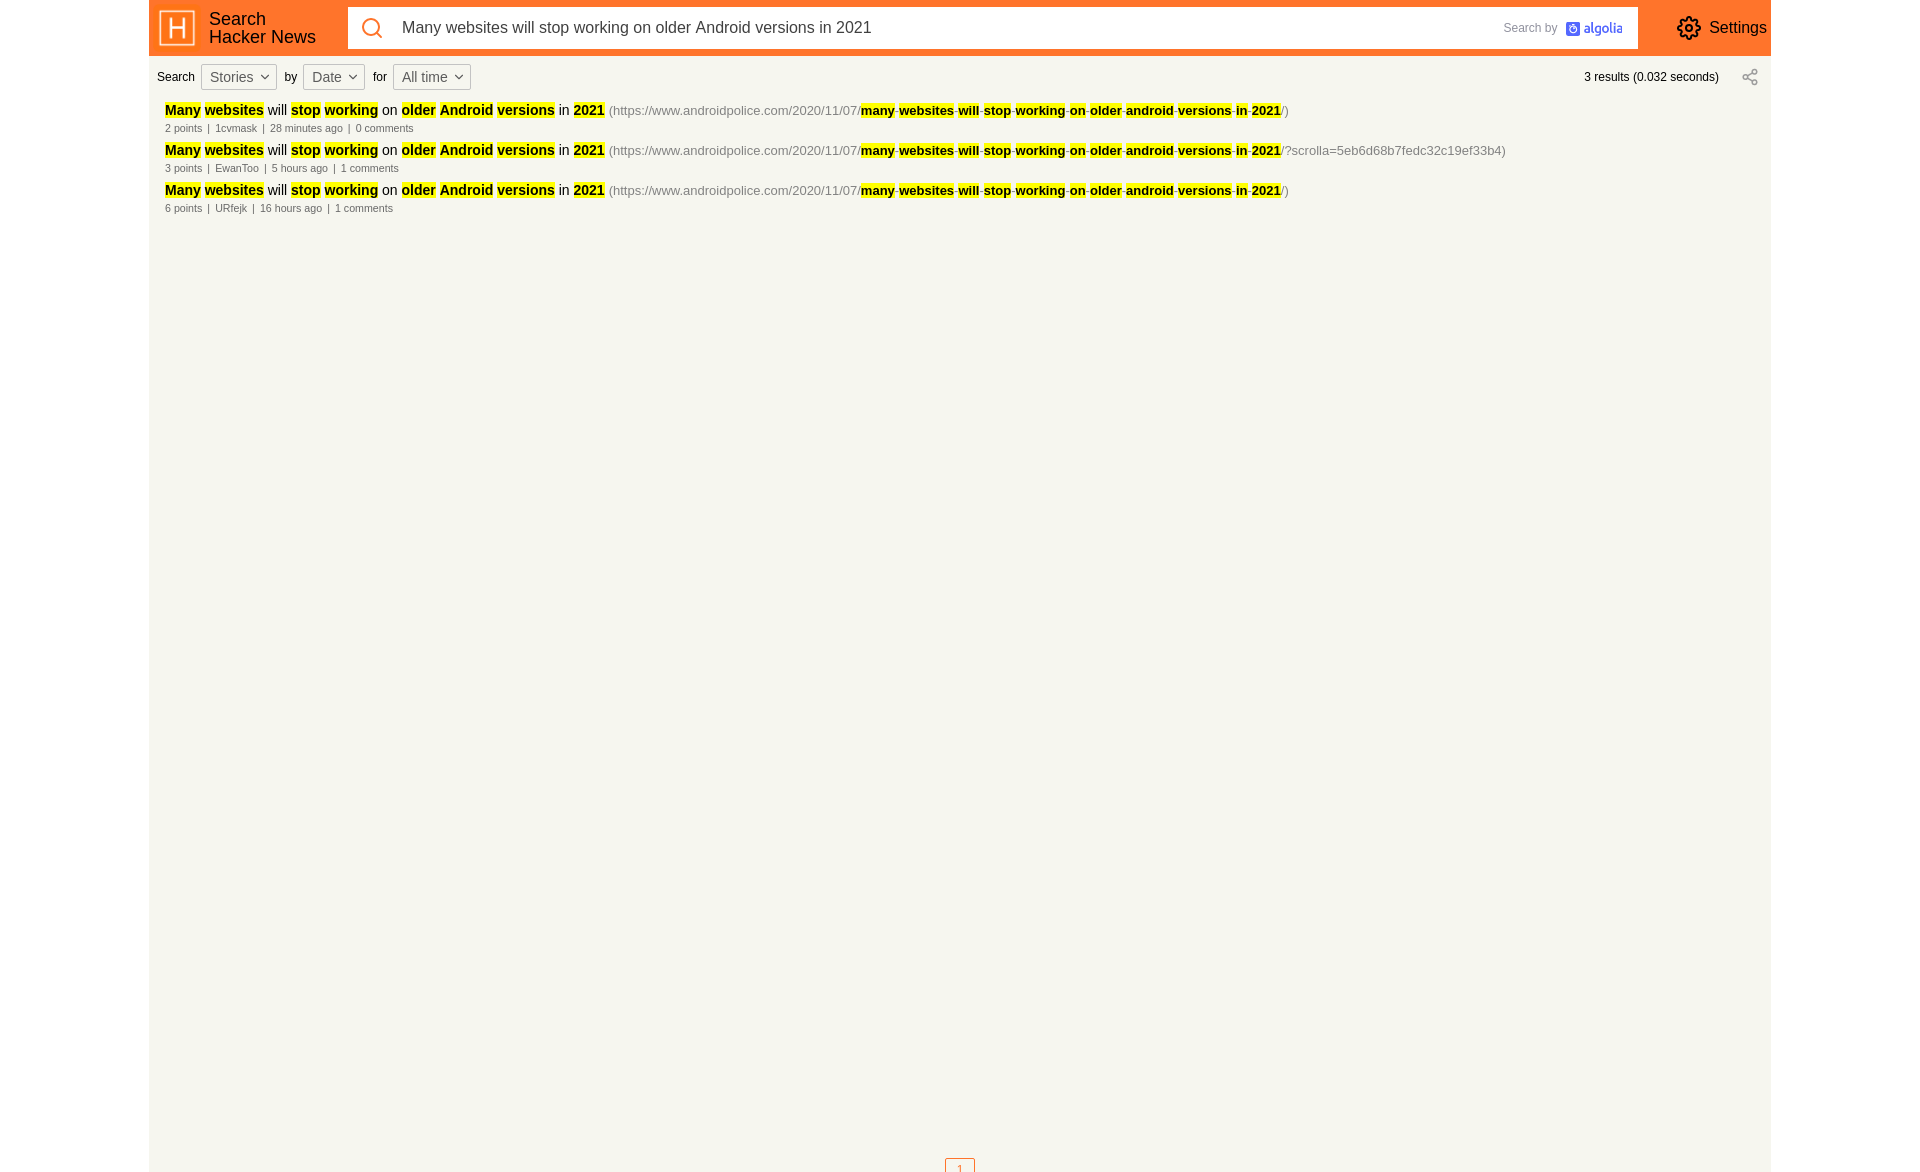 H
Search
Hacker News
Many websites will stop working on older Android versions in 2021
Search by algolia
Settings
Search Stories by Date for All time
3 results (0.032 seconds)
Many websites will stop working on older Android versions in 2021 (https://www.androidpolice.com/2020/11/07/many-websites-will-stop-working-on-older-android-versions-in-2021/)
2 points | 1cvmask | 28 minutes ago | 0 comments
Many websites will stop working on older Android versions in 2021 (https://www.androidpolice.com/2020/11/07/many-websites-will-stop-working-on-older-android-versions-in-2021/?scrolla=5eb6d68b7fedc32c19ef33b4)
3 points | EwanToo | 5 hours ago | 1 comments
Many websites will stop working on older Android versions in 2021 (https://www.androidpolice.com/2020/11/07/many-websites-will-stop-working-on-older-android-versions-in-2021/)
6 points | URfejk | 16 hours ago | 1 comments
1